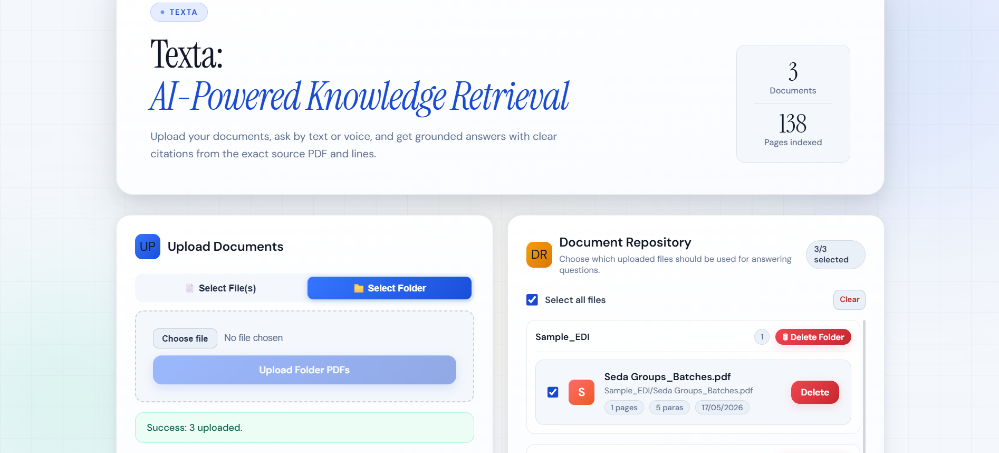 TEXTA
Texta:
AI-Powered Knowledge Retrieval
Upload your documents, ask by text or voice, and get grounded answers with clear
citations from the exact source PDF and lines.
3
Documents
138
Pages indexed
UP
Upload Documents
Select File(s)
Select Folder
Choose file
No file chosen
Upload Folder PDFs
Success: 3 uploaded.
DR
Document Repository
Choose which uploaded files should be used for answering
questions.
3/3
selected
Select all files
Clear
Sample_EDI
1
Delete Folder
S
Seda Groups_Batches.pdf
Sample_EDI/Seda Groups_Batches.pdf
1 pages
5 paras
17/05/2026
Delete